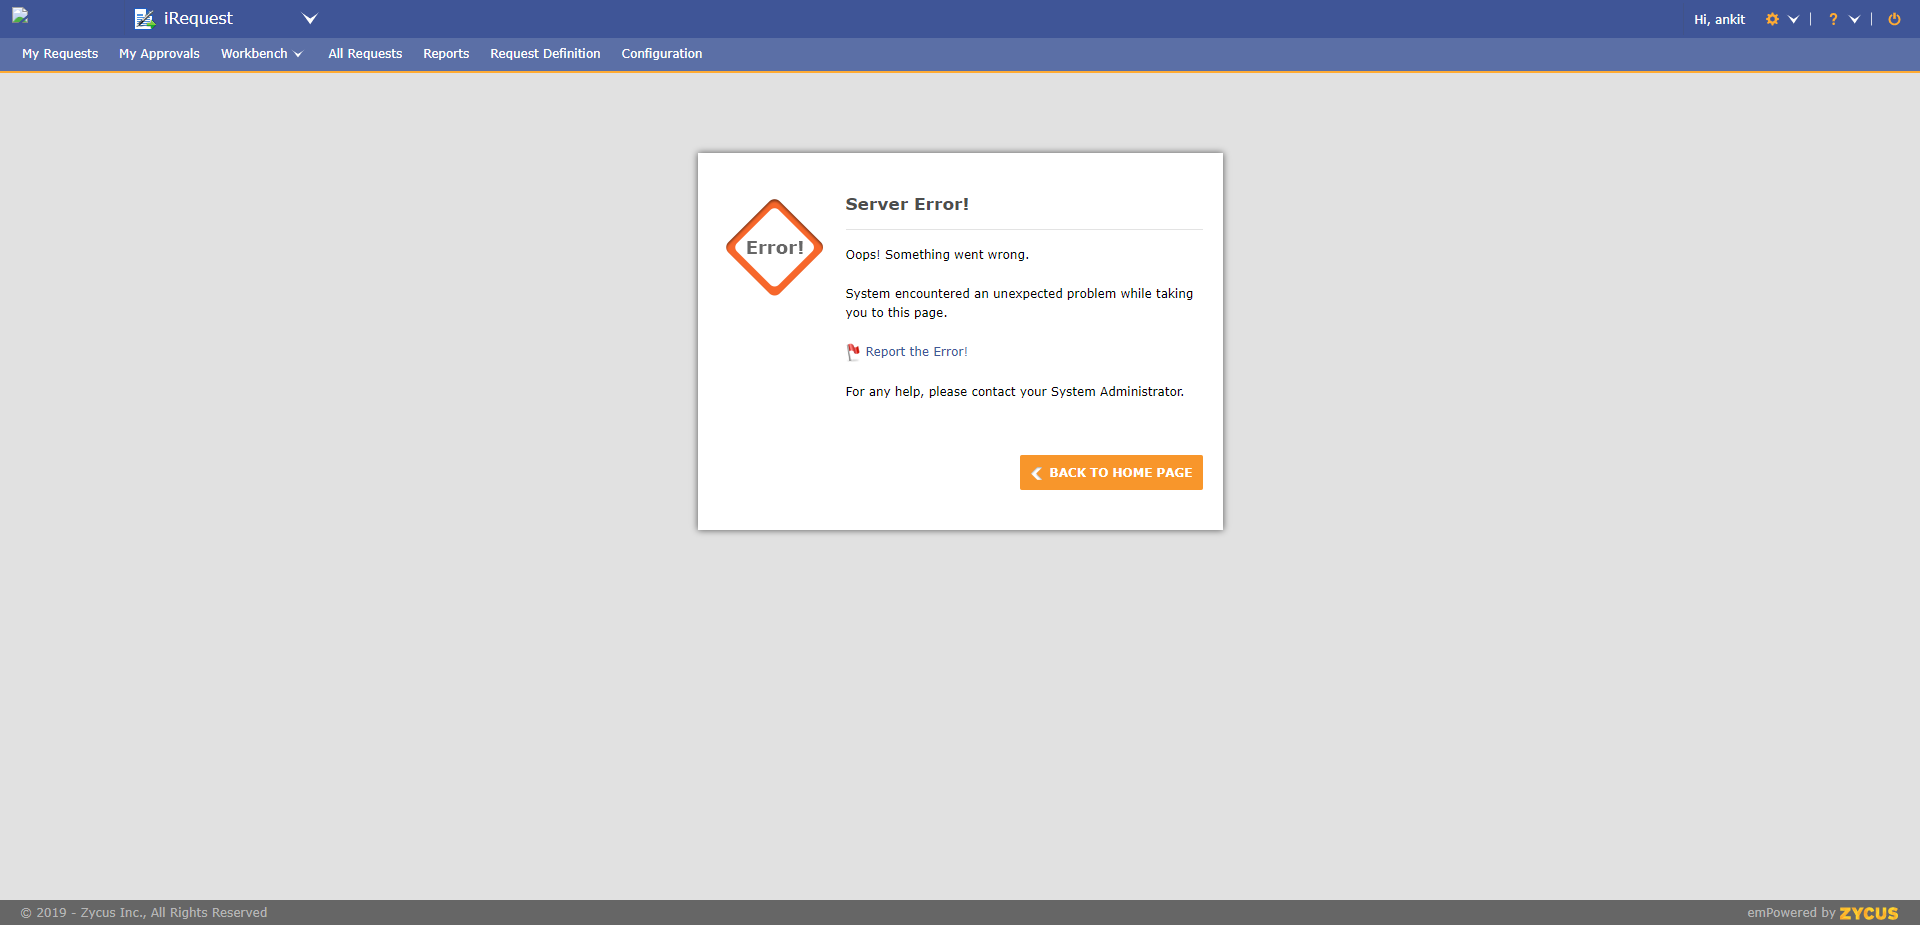 iRequest
Hi, ankit
?
My Requests My Approvals Workbench All Requests Reports Request Definition Configuration
Error!
Server Error!
Oops! Something went wrong.
System encountered an unexpected problem while taking
you to this page.
Report the Error!
For any help, please contact your System Administrator.
BACK TO HOME PAGE
© 2019 - Zycus Inc., All Rights Reserved
emPowered by ZYCUS